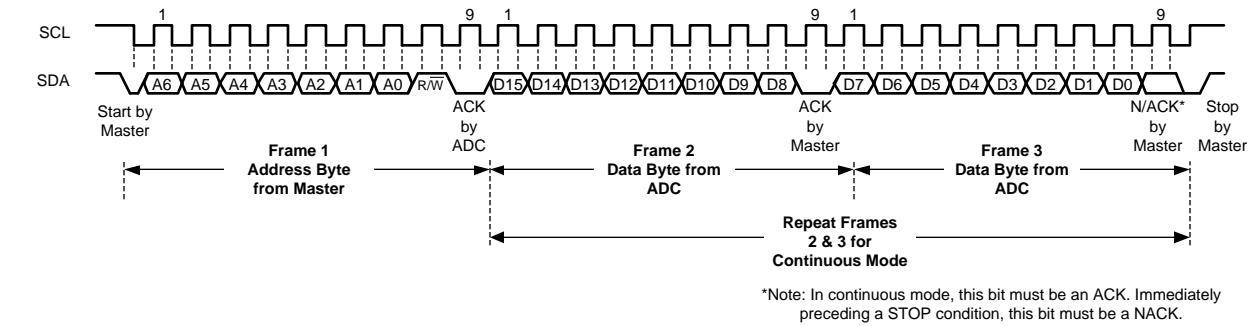 1 9 1 9 1 9
SCL
SDA
A6 A5 A4 A3 A2 A1 A0 R/W D15 D14 D13 D12 D11 D10 D9 D8 D7 D6 D5 D4 D3 D2 D1 D0
Start by
Master
ACK
by
ADC
ACK
by
Master
N/ACK*
by
Master
Stop
by
Master
Frame 1
Address Byte
from Master
Frame 2
Data Byte from
ADC
Frame 3
Data Byte from
ADC
Repeat Frames
2 & 3 for
Continuous Mode
*Note: In continuous mode, this bit must be an ACK. Immediately
preceding a STOP condition, this bit must be a NACK.